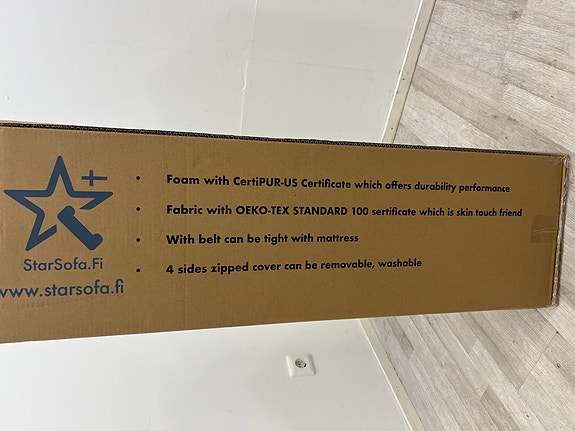 StarSofa.Fi
www.starsofa.fi
• Foam with CertiPUR-US Certificate which offers durability performance
• Fabric with OEKO-TEX STANDARD 100 sertificate which is skin touch friend
• With belt can be tight with mattress
• 4 sides zipped cover can be removable, washable